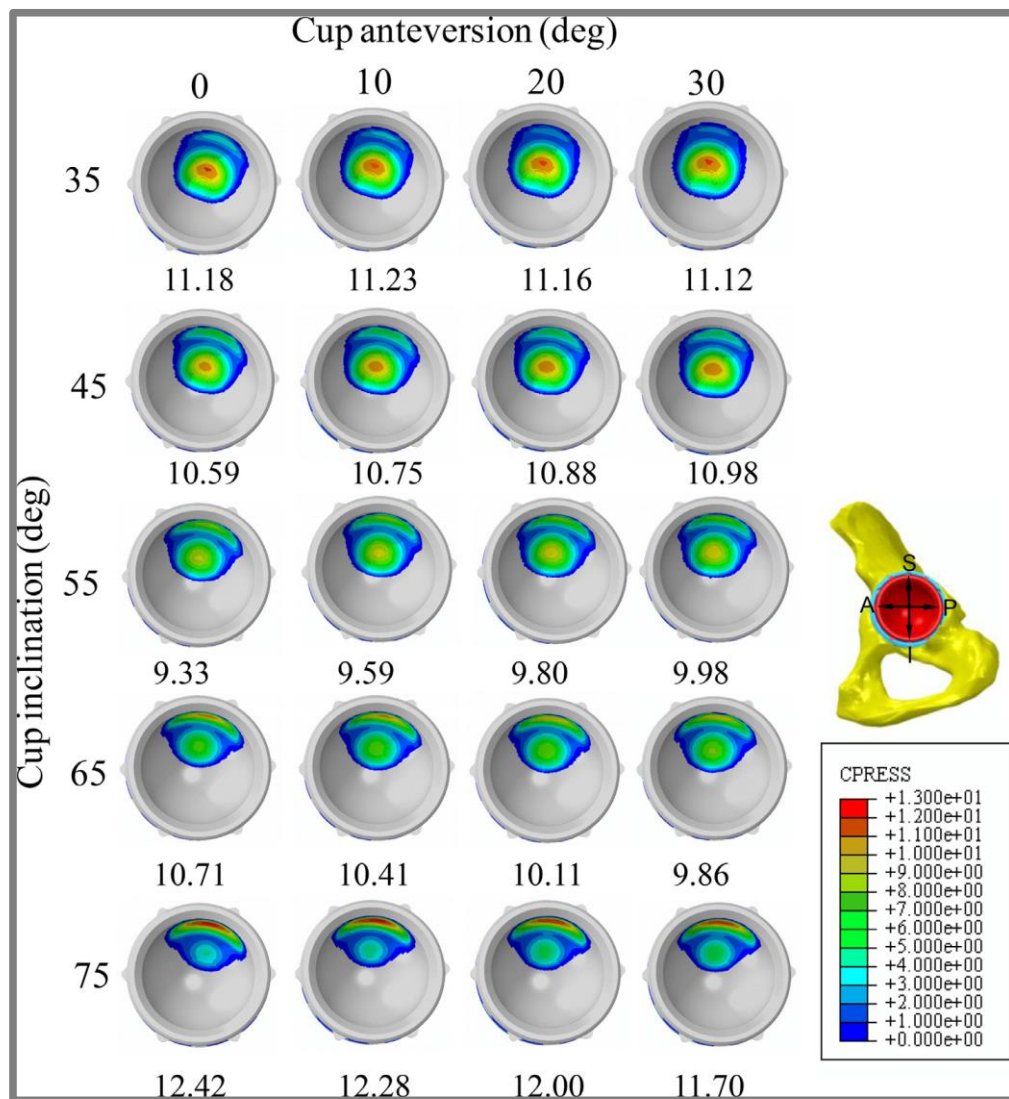 Cup anteversion (deg)
0 10 20 30
35
11.18 11.23 11.16 11.12
45
10.59 10.75 10.88 10.98
55
9.33 9.59 9.80 9.98
65
10.71 10.41 10.11 9.86
75
12.42 12.28 12.00 11.70
Cup inclination (deg)
S
A P
I
CPRESS
+1.300e+01
+1.200e+01
+1.100e+01
+1.000e+01
+9.000e+00
+8.000e+00
+7.000e+00
+5.000e+00
+4.000e+00
+3.000e+00
+2.000e+00
+1.000e+00
+0.000e+00